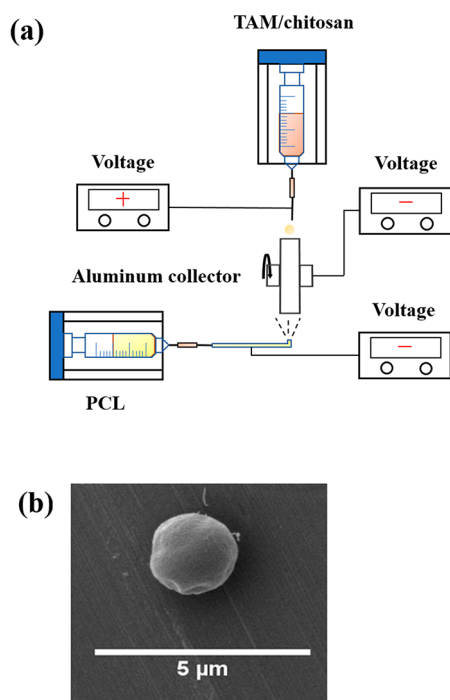 (a)
TAM/chitosan
Voltage
+
Voltage
−
Aluminum collector
Voltage
−
PCL
(b)
5 µm